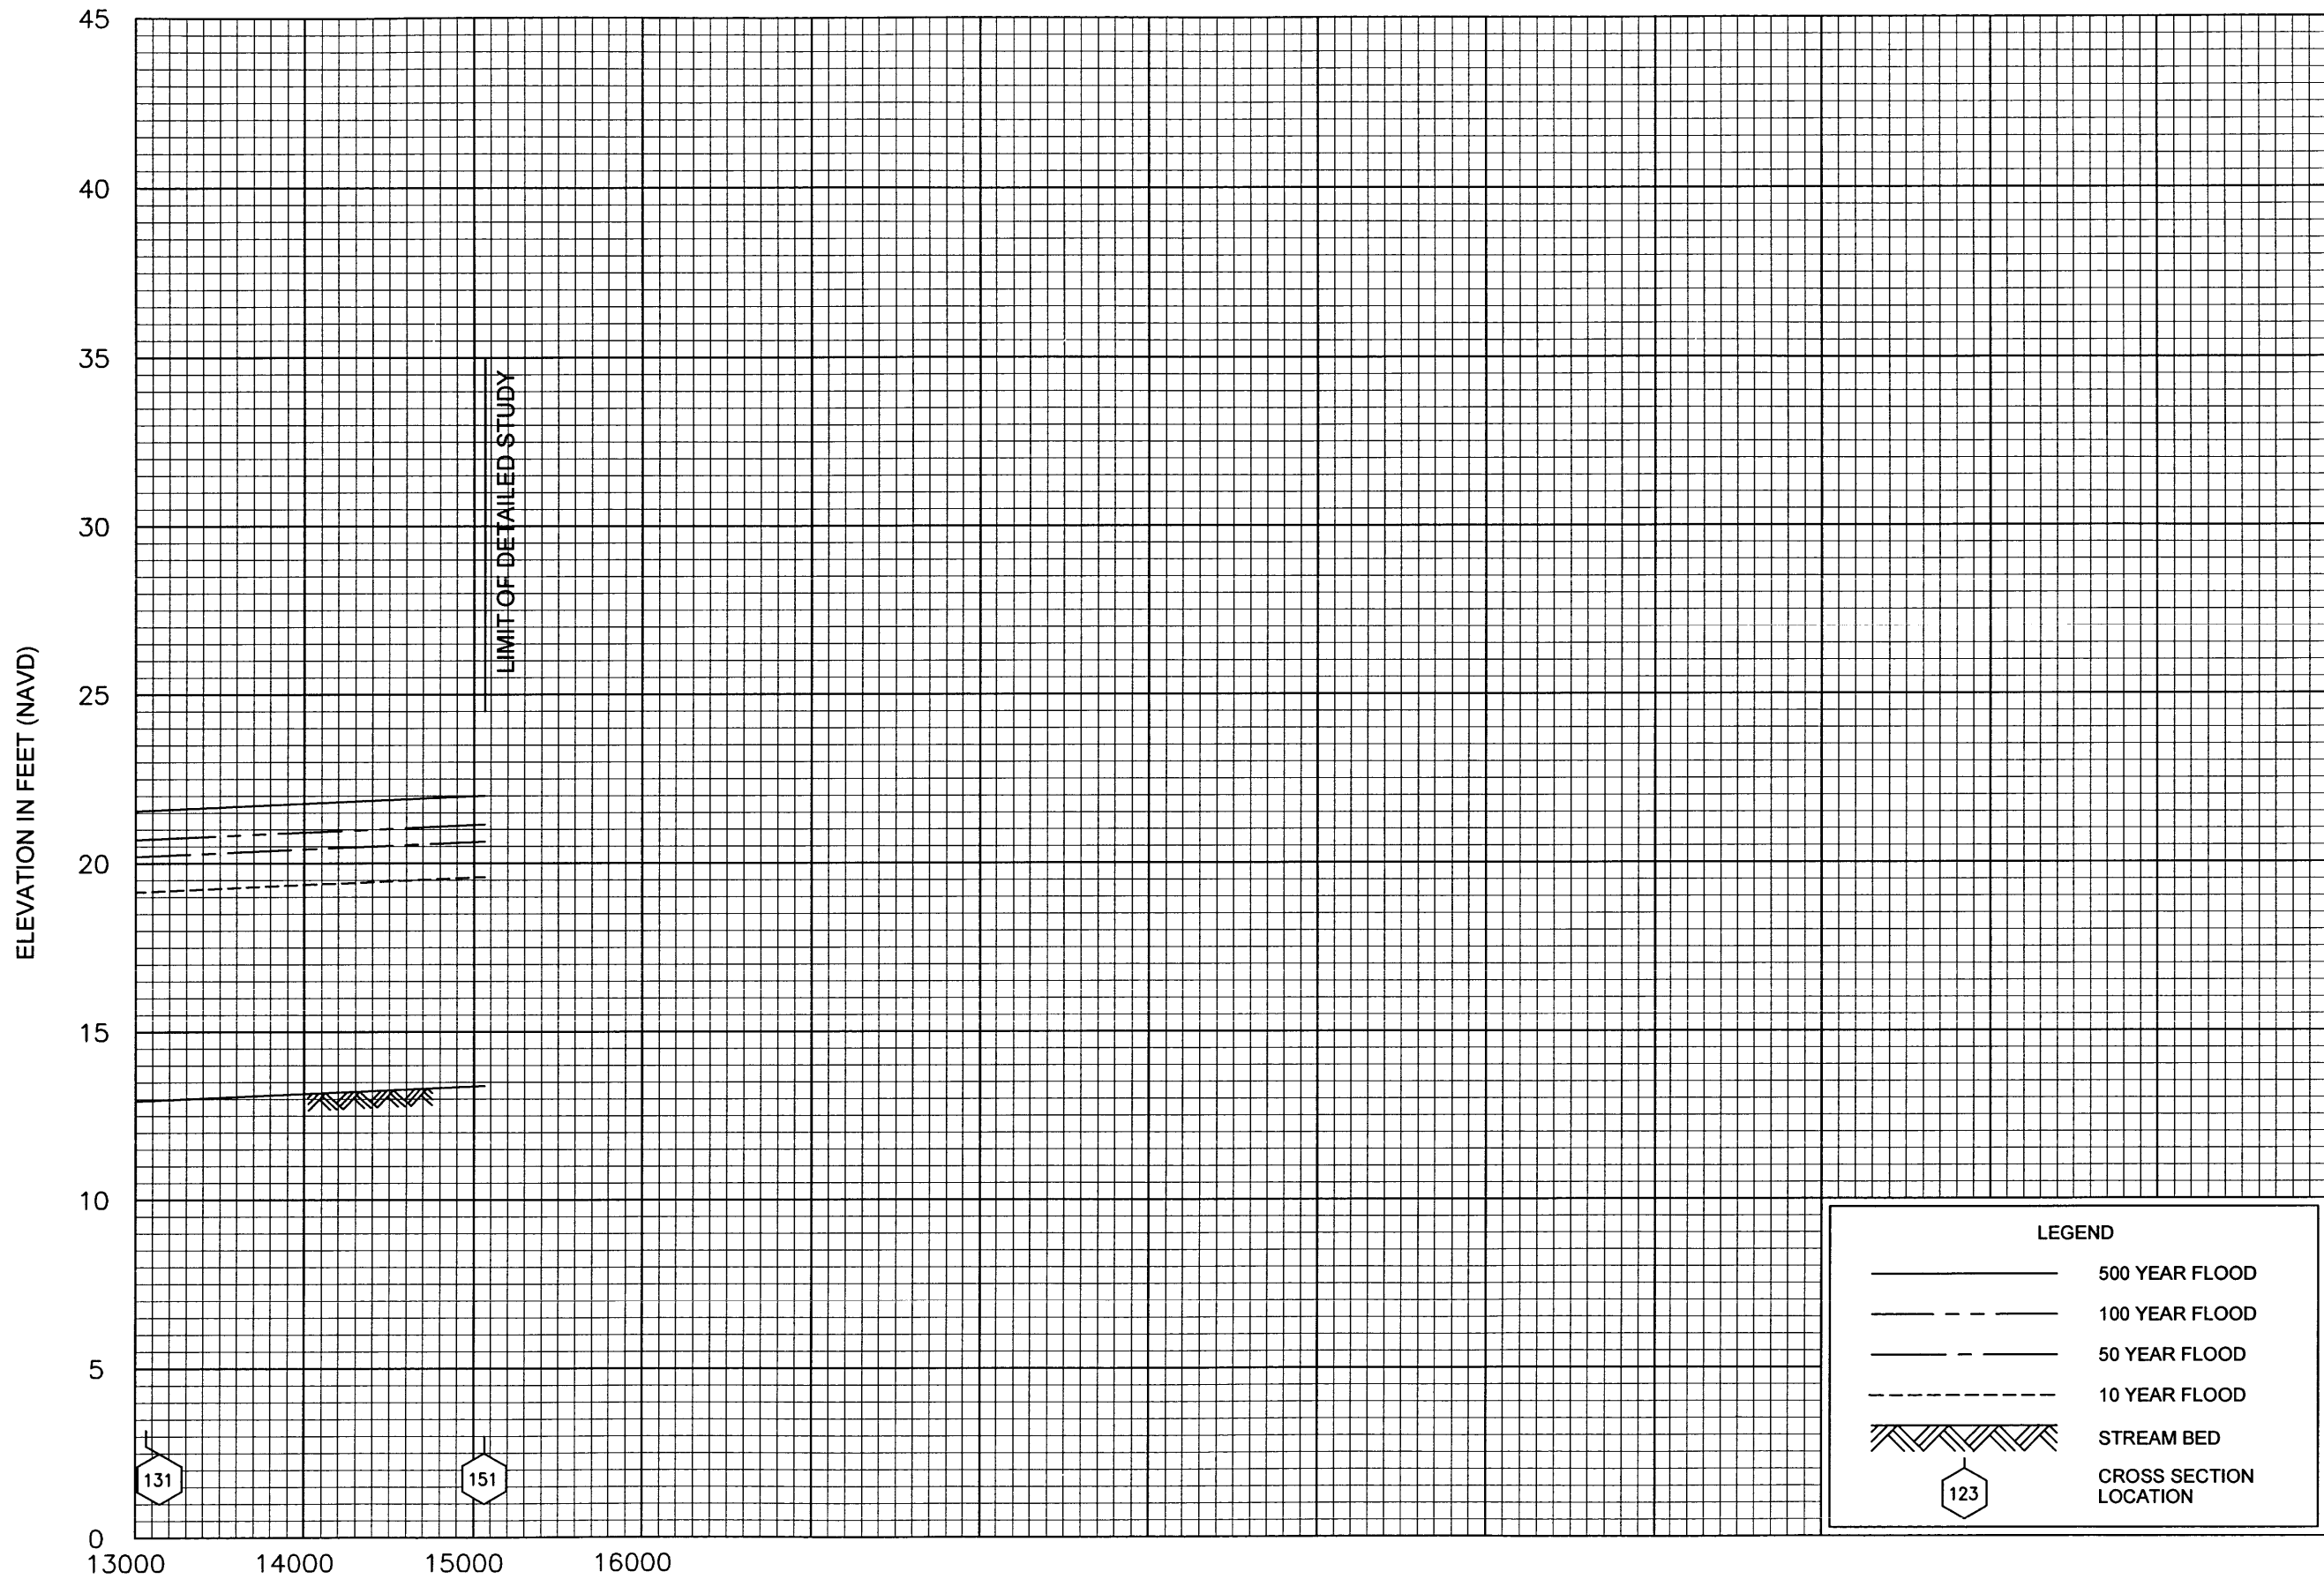 45
40
35
30
25
20
15
10
5
0
ELEVATION IN FEET (NAVD)
LIMIT OF DETAILED STUDY
131
151
13000
14000
15000
16000
LEGEND
500 YEAR FLOOD
100 YEAR FLOOD
50 YEAR FLOOD
10 YEAR FLOOD
STREAM BED
123
CROSS SECTION
LOCATION